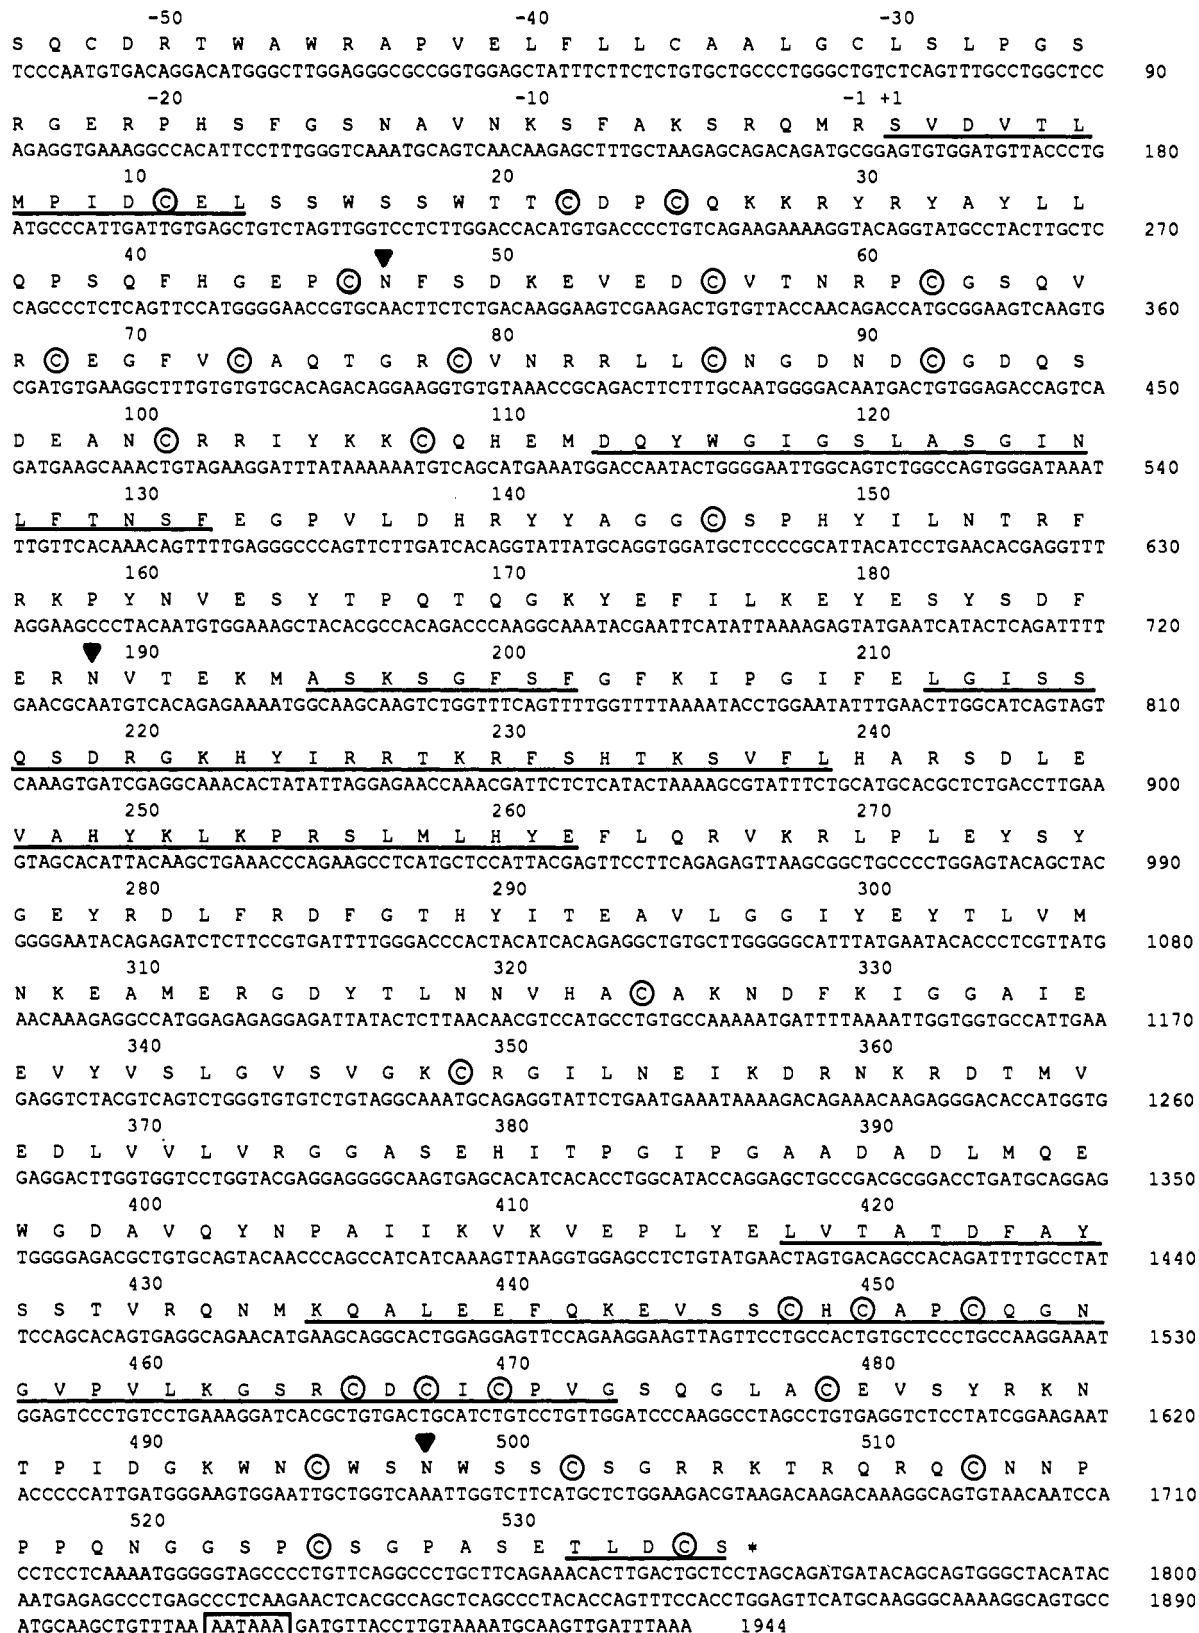 -50 -40 -30
S Q C D R T W A W R A P V E L F L L C A A L G C L S L P G S
TCCCAATGTGACAGGACATGGGCTTGGAGGGCGCCGGTGGAGCTATTTCTTCTCTGTGCTGCCCTGGGCTGTCTCAGTTTGCCTGGCTCC 90
-20 -10 -1 +1
R G E R P H S F G S N A V N K S F A K S R Q M R S V D V T L
AGAGGTGAAAGGCCACATTCCTTTGGGTCAAATGCAGTCAACAAGAGCTTTGCTAAGAGCAGACAGATGCGGAGTGTGGATGTTACCCTG 180
10 20 30
M P I D C E L S S W S S W T T C D P C Q K K R Y R Y A Y L L
ATGCCCATTGATTGTGAGCTGTCTAGTTGGTCCTCTTGGACCACATGTGACCCCTGTCAGAAGAAAAGGTACAGGTATGCCTACTTGCTC 270
40 ▼ 50 60
Q P S Q F H G E P C N F S D K E V E D C V T N R P C G S Q V
CAGCCCTCTCAGTTCCATGGGGAACCGTGCAACTTCTCTGACAAGGAAGTCGAAGACTGTGTTACCAACAGACCATGCGGAAGTCAAGTG 360
70 80 90
R C E G F V C A Q T G R C V N R R L L C N G D N D C G D Q S
CGATGTGAAGGCTTTGTGTGTGCACAGACAGGAAGGTGTGTAAACCGCAGACTTCTTTGCAATGGGGACAATGACTGTGGAGACCAGTCA 450
100 110 120
D E A N C R R I Y K K C Q H E M D Q Y W G I G S L A S G I N
GATGAAGCAAACTGTAGAAGGATTTATAAAAAATGTCAGCATGAAATGGACCAATACTGGGGAATTGGCAGTCTGGCCAGTGGGATAAAT 540
130 140 150
L F T N S F E G P V L D H R Y Y A G G C S P H Y I L N T R F
TTGTTCACAAACAGTTTTGAGGGCCCAGTTCTTGATCACAGGTATTATGCAGGTGGATGCTCCCCGCATTACATCCTGAACACGAGGTTT 630
160 170 180
R K P Y N V E S Y T P Q T Q G K Y E F I L K E Y E S Y S D F
AGGAAGCCCTACAATGTGGAAAGCTACACGCCACAGACCCAAGGCAAATACGAATTCATATTAAAAGAGTATGAATCATACTCAGATTTT 720
▼ 190 200 210
E R N V T E K M A S K S G F S F G F K I P G I F E L G I S S
GAACGCAATGTCACAGAGAAAATGGCAAGCAAGTCTGGTTTCAGTTTTGGTTTTAAAATACCTGGAATATTTGAACTTGGCATCAGTAGT 810
220 230 240
Q S D R G K H Y I R R T K R F S H T K S V F L H A R S D L E
CAAAGTGATCGAGGCAAACACTATATTAGGAGAACCAAACGATTCTCTCATACTAAAAGCGTATTTCTGCATGCACGCTCTGACCTTGAA 900
250 260 270
V A H Y K L K P R S L M L H Y E F L Q R V K R L P L E Y S Y
GTAGCACATTACAAGCTGAAACCCAGAAGCCTCATGCTCCATTACGAGTTCCTTCAGAGAGTTAAGCGGCTGCCCCTGGAGTACAGCTAC 990
280 290 300
G E Y R D L F R D F G T H Y I T E A V L G G I Y E Y T L V M
GGGGAATACAGAGATCTCTTCCGTGATTTTGGGACCCACTACATCACAGAGGCTGTGCTTGGGGGCATTTATGAATACACCCTCGTTATG 1080
310 320 330
N K E A M E R G D Y T L N N V H A C A K N D F K I G G A I E
AACAAAGAGGCCATGGAGAGAGGAGATTATACTCTTAACAACGTCCATGCCTGTGCCAAAAATGATTTTAAAATTGGTGGTGCCATTGAA 1170
340 350 360
E V Y V S L G V S V G K C R G I L N E I K D R N K R D T M V
GAGGTCTACGTCAGTCTGGGTGTGTCTGTAGGCAAATGCAGAGGTATTCTGAATGAAATAAAAGACAGAAACAAGAGGGACACCATGGTG 1260
370 380 390
E D L V V L V R G G A S E H I T P G I P G A A D A D L M Q E
GAGGACTTGGTGGTCCTGGTACGAGGAGGGGCAAGTGAGCACATCACACCTGGCATACCAGGAGCTGCCGACGCGGACCTGATGCAGGAG 1350
400 410 420
W G D A V Q Y N P A I I K V K V E P L Y E L V T A T D F A Y
TGGGGAGACGCTGTGCAGTACAACCCAGCCATCATCAAAGTTAAGGTGGAGCCTCTGTATGAACTAGTGACAGCCACAGATTTTGCCTAT 1440
430 440 450
S S T V R Q N M K Q A L E E F Q K E V S S C H C A P C Q G N
TCCAGCACAGTGAGGCAGAACATGAAGCAGGCACTGGAGGAGTTCCAGAAGGAAGTTAGTTCCTGCCACTGTGCTCCCTGCCAAGGAAAT 1530
460 470 480
G V P V L K G S R C D C I C P V G S Q G L A C E V S Y R K N
GGAGTCCCTGTCCTGAAAGGATCACGCTGTGACTGCATCTGTCCTGTTGGATCCCAAGGCCTAGCCTGTGAGGTCTCCTATCGGAAGAAT 1620
490 ▼ 500 510
T P I D G K W N C W S N W S S C S G R R K T R Q R Q C N N P
ACCCCCATTGATGGGAAGTGGAATTGCTGGTCAAATTGGTCTTCATGCTCTGGAAGACGTAAGACAAGACAAAGGCAGTGTAACAATCCA 1710
520 530
P P Q N G G S P C S G P A S E T L D C S *
CCTCCTCAAAATGGGGGTAGCCCCTGTTCAGGCCCTGCTTCAGAAACACTTGACTGCTCCTAGCAGATGATACAGCAGTGGGCTACATAC 1800
AATGAGAGCCCTGAGCCCTCAAGAACTCACGCCAGCTCAGCCCTACACCAGTTTCCACCTGGAGTTCATGCAAGGGCAAAAGGCAGTGCC 1890
ATGCAAGCTGTTTAA AATAAA GATGTTACCTTGTAAAATGCAAGTTGATTTAAA 1944